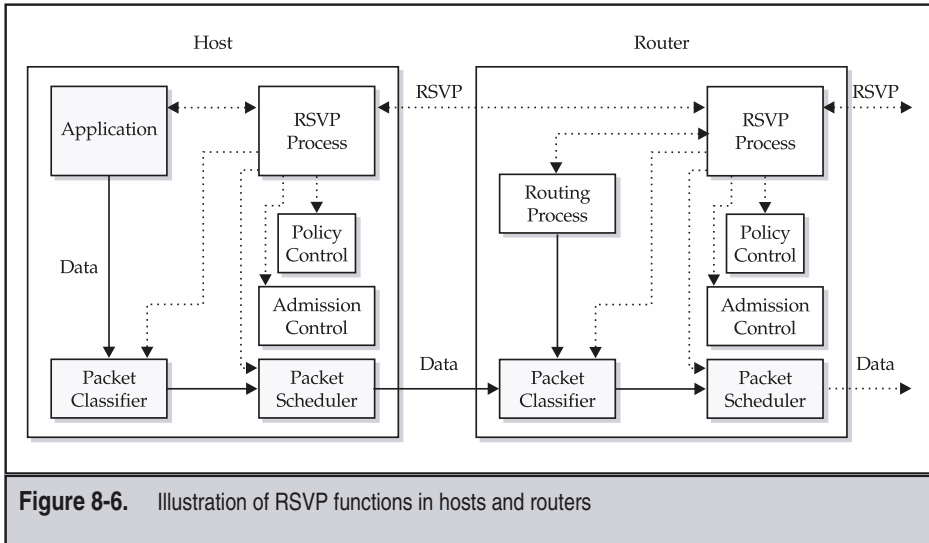 Host
Router
RSVP
RSVP
Application
RSVP
Process
RSVP
Process
Routing
Process
Policy
Control
Policy
Control
Data
Admission
Control
Admission
Control
Data
Data
Packet
Classifier
Packet
Scheduler
Packet
Classifier
Packet
Scheduler
Figure 8-6. Illustration of RSVP functions in hosts and routers